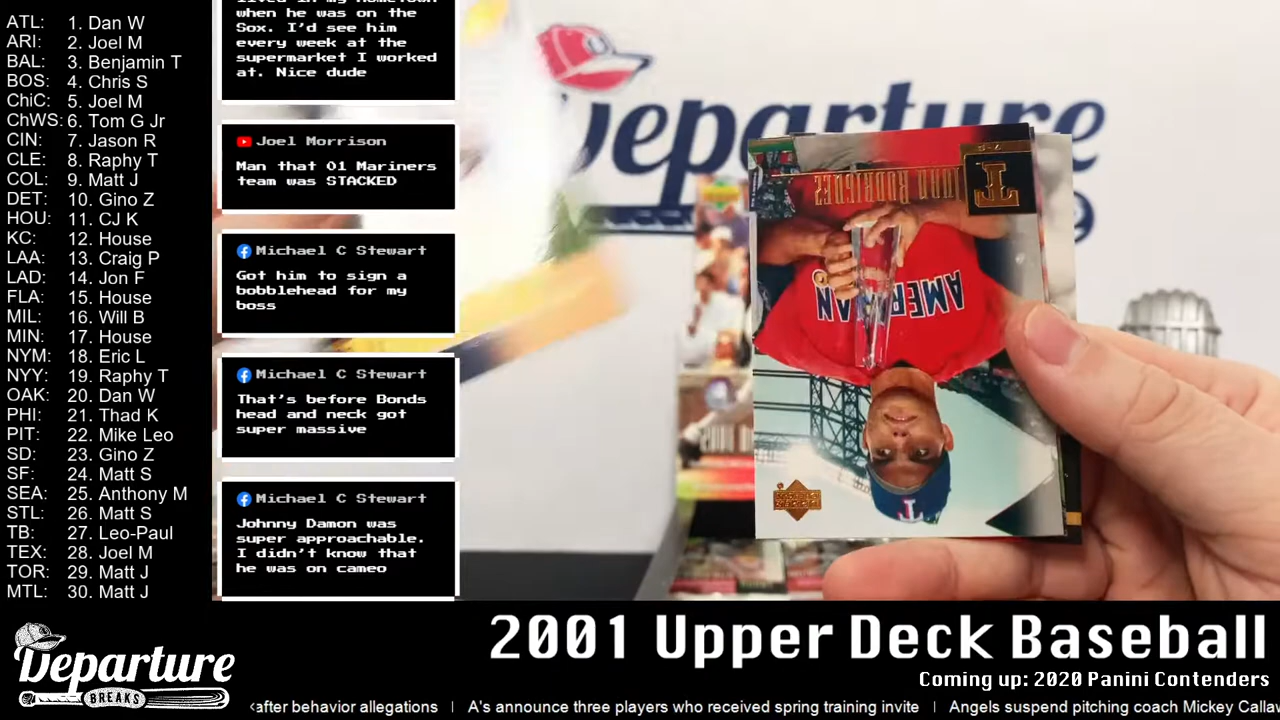 ATL: 1. Dan W
ARI: 2. Joel M
BAL: 3. Benjamin T
BOS: 4. Chris S
ChiC: 5. Joel M
ChWS: 6. Tom G Jr
CIN: 7. Jason R
CLE: 8. Raphy T
COL: 9. Matt J
DET: 10. Gino Z
HOU: 11. CJ K
KC: 12. House
LAA: 13. Craig P
LAD: 14. Jon F
FLA: 15. House
MIL: 16. Will B
MIN: 17. House
NYM: 18. Eric L
NYY: 19. Raphy T
OAK: 20. Dan W
PHI: 21. Thad K
PIT: 22. Mike Leo
SD: 23. Gino Z
SF: 24. Matt S
SEA: 25. Anthony M
STL: 26. Matt S
TB: 27. Leo-Paul
TEX: 28. Joel M
TOR: 29. Matt J
MTL: 30. Matt J
lived in my hometown
when he was on the
Sox. I'd see him
every week at the
supermarket I worked
at. Nice dude
Joel Morrison
Man that 01 Mariners
team was STACKED
Michael C Stewart
Got him to sign a
bobblehead for my
boss
Michael C Stewart
That's before Bonds
head and neck got
super massive
Michael C Stewart
Johnny Damon was
super approachable.
I didn't know that
he was on cameo
Departure
T
RODRIGUEZ
AMERICAN
T
Departure
BREAKS
2001 Upper Deck Baseball
Coming up: 2020 Panini Contenders
after behavior allegations | A's announce three players who received spring training invite | Angels suspend pitching coach Mickey Callaw